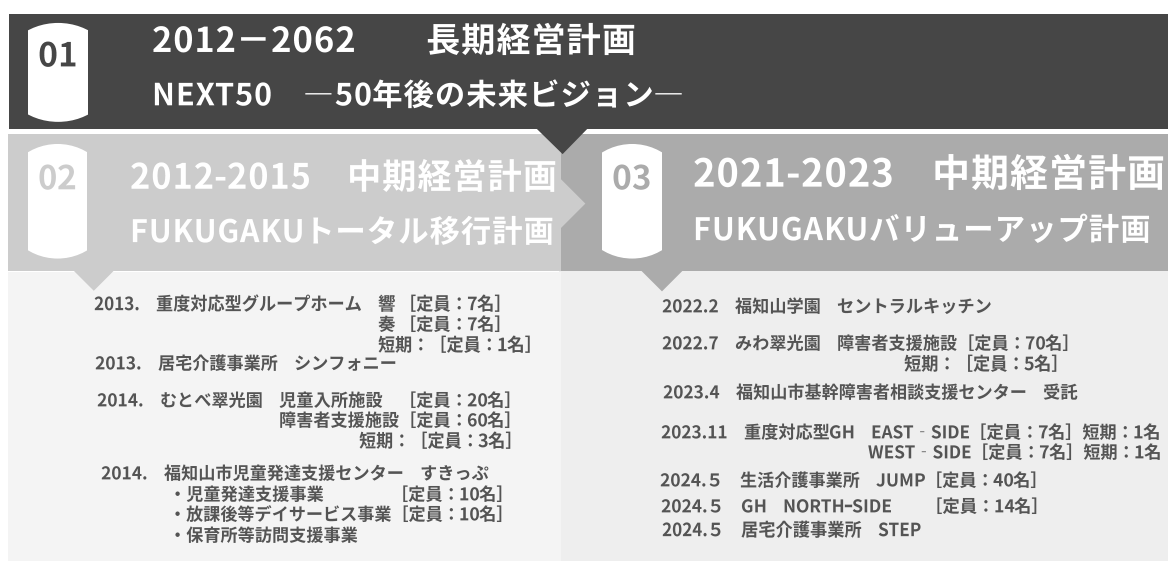 01
2012－2062　　長期経営計画
NEXT50　―50年後の未来ビジョン―
02
2012-2015　中期経営計画
FUKUGAKUトータル移行計画
2013.　重度対応型グループホーム　響［定員：7名］
奏［定員：7名］
短期：［定員：1名］
2013.　居宅介護事業所　シンフォニー
2014.　むとべ翠光園　児童入所施設　［定員：20名］
障害者支援施設［定員：60名］
短期：［定員：3名］
2014.　福知山市児童発達支援センター　すきっぷ
・児童発達支援事業　［定員：10名］
・放課後等デイサービス事業［定員：10名］
・保育所等訪問支援事業
03
2021-2023　中期経営計画
FUKUGAKUバリューアップ計画
2022.2　福知山学園　セントラルキッチン
2022.7　みわ翠光園　障害者支援施設［定員：70名］
短期：［定員：5名］
2023.4　福知山市基幹障害者相談支援センター　受託
2023.11　重度対応型GH　EAST‐SIDE［定員：7名］短期：1名
WEST‐SIDE［定員：7名］短期：1名
2024.5　生活介護事業所　JUMP［定員：40名］
2024.5　GH　NORTH-SIDE　［定員：14名］
2024.5　居宅介護事業所　STEP